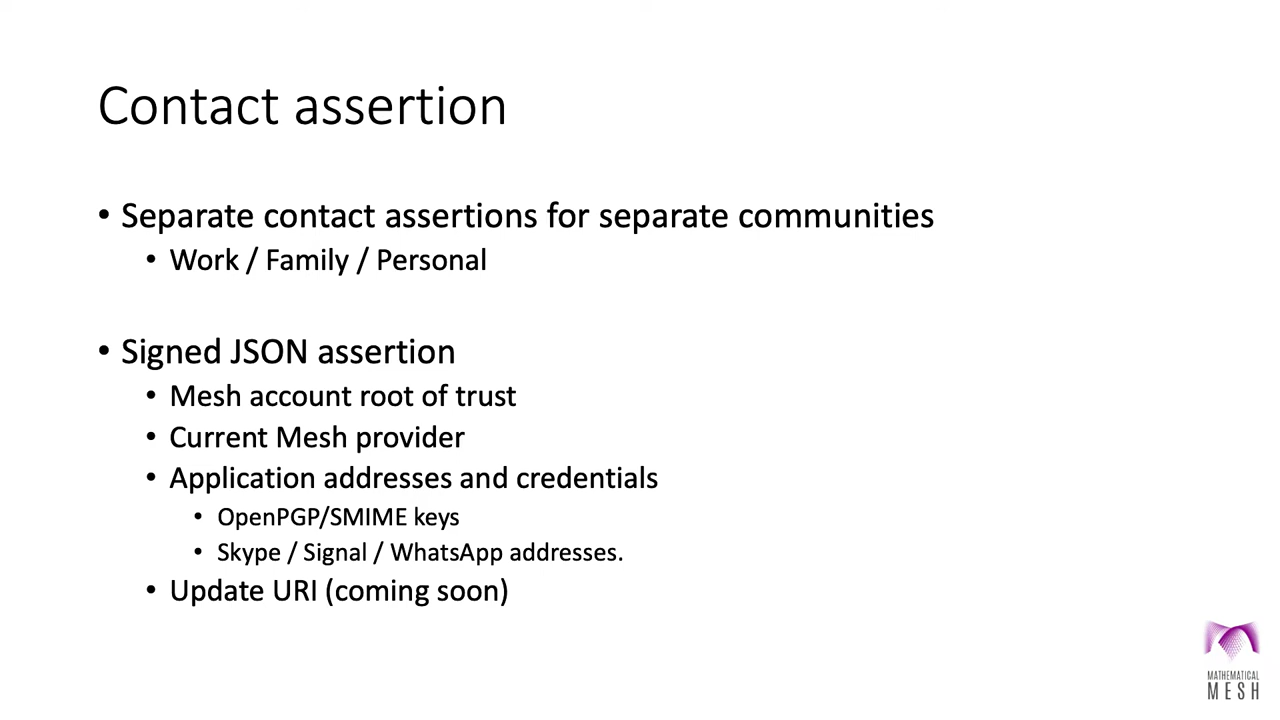 Contact assertion
• Separate contact assertions for separate communities
• Work / Family / Personal
• Signed JSON assertion
• Mesh account root of trust
• Current Mesh provider
• Application addresses and credentials
• OpenPGP/SMIME keys
• Skype / Signal / WhatsApp addresses.
• Update URI (coming soon)
MATHEMATICAL
MESH